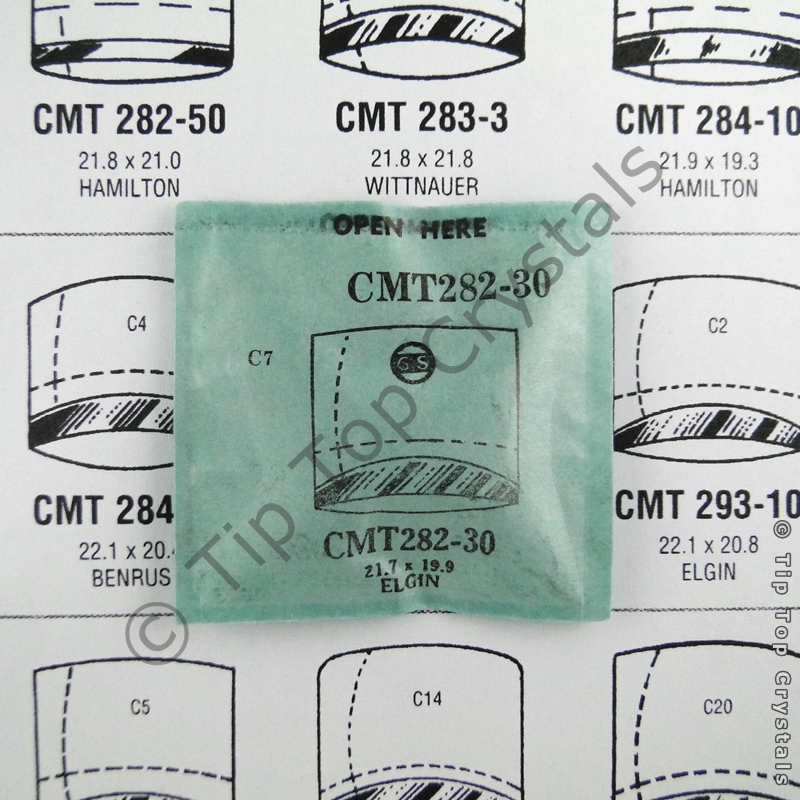 CMT 282-50
21.8 x 21.0
HAMILTON
CMT 283-3
21.8 x 21.8
WITTNAUER
CMT 284-10
21.9 x 19.3
HAMILTON
OPEN HERE
CMT282-30
C7
GS
CMT282-30
21.7 x 19.9
ELGIN
C4
CMT 284
22.1 x 20.
BENRUS
C2
CMT 293-10
22.1 x 20.8
ELGIN
C5
C14
C20
© Tip Top Crystals
© Tip Top Crystals